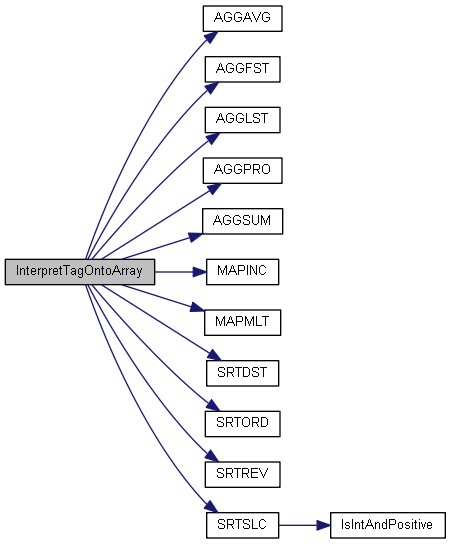 AGGAVG
AGGFST
AGGLST
AGGPRO
AGGSUM
InterpretTagOntoArray
MAPINC
MAPMLT
SRTDST
SRTORD
SRTREV
SRTSLC
IsIntAndPositive